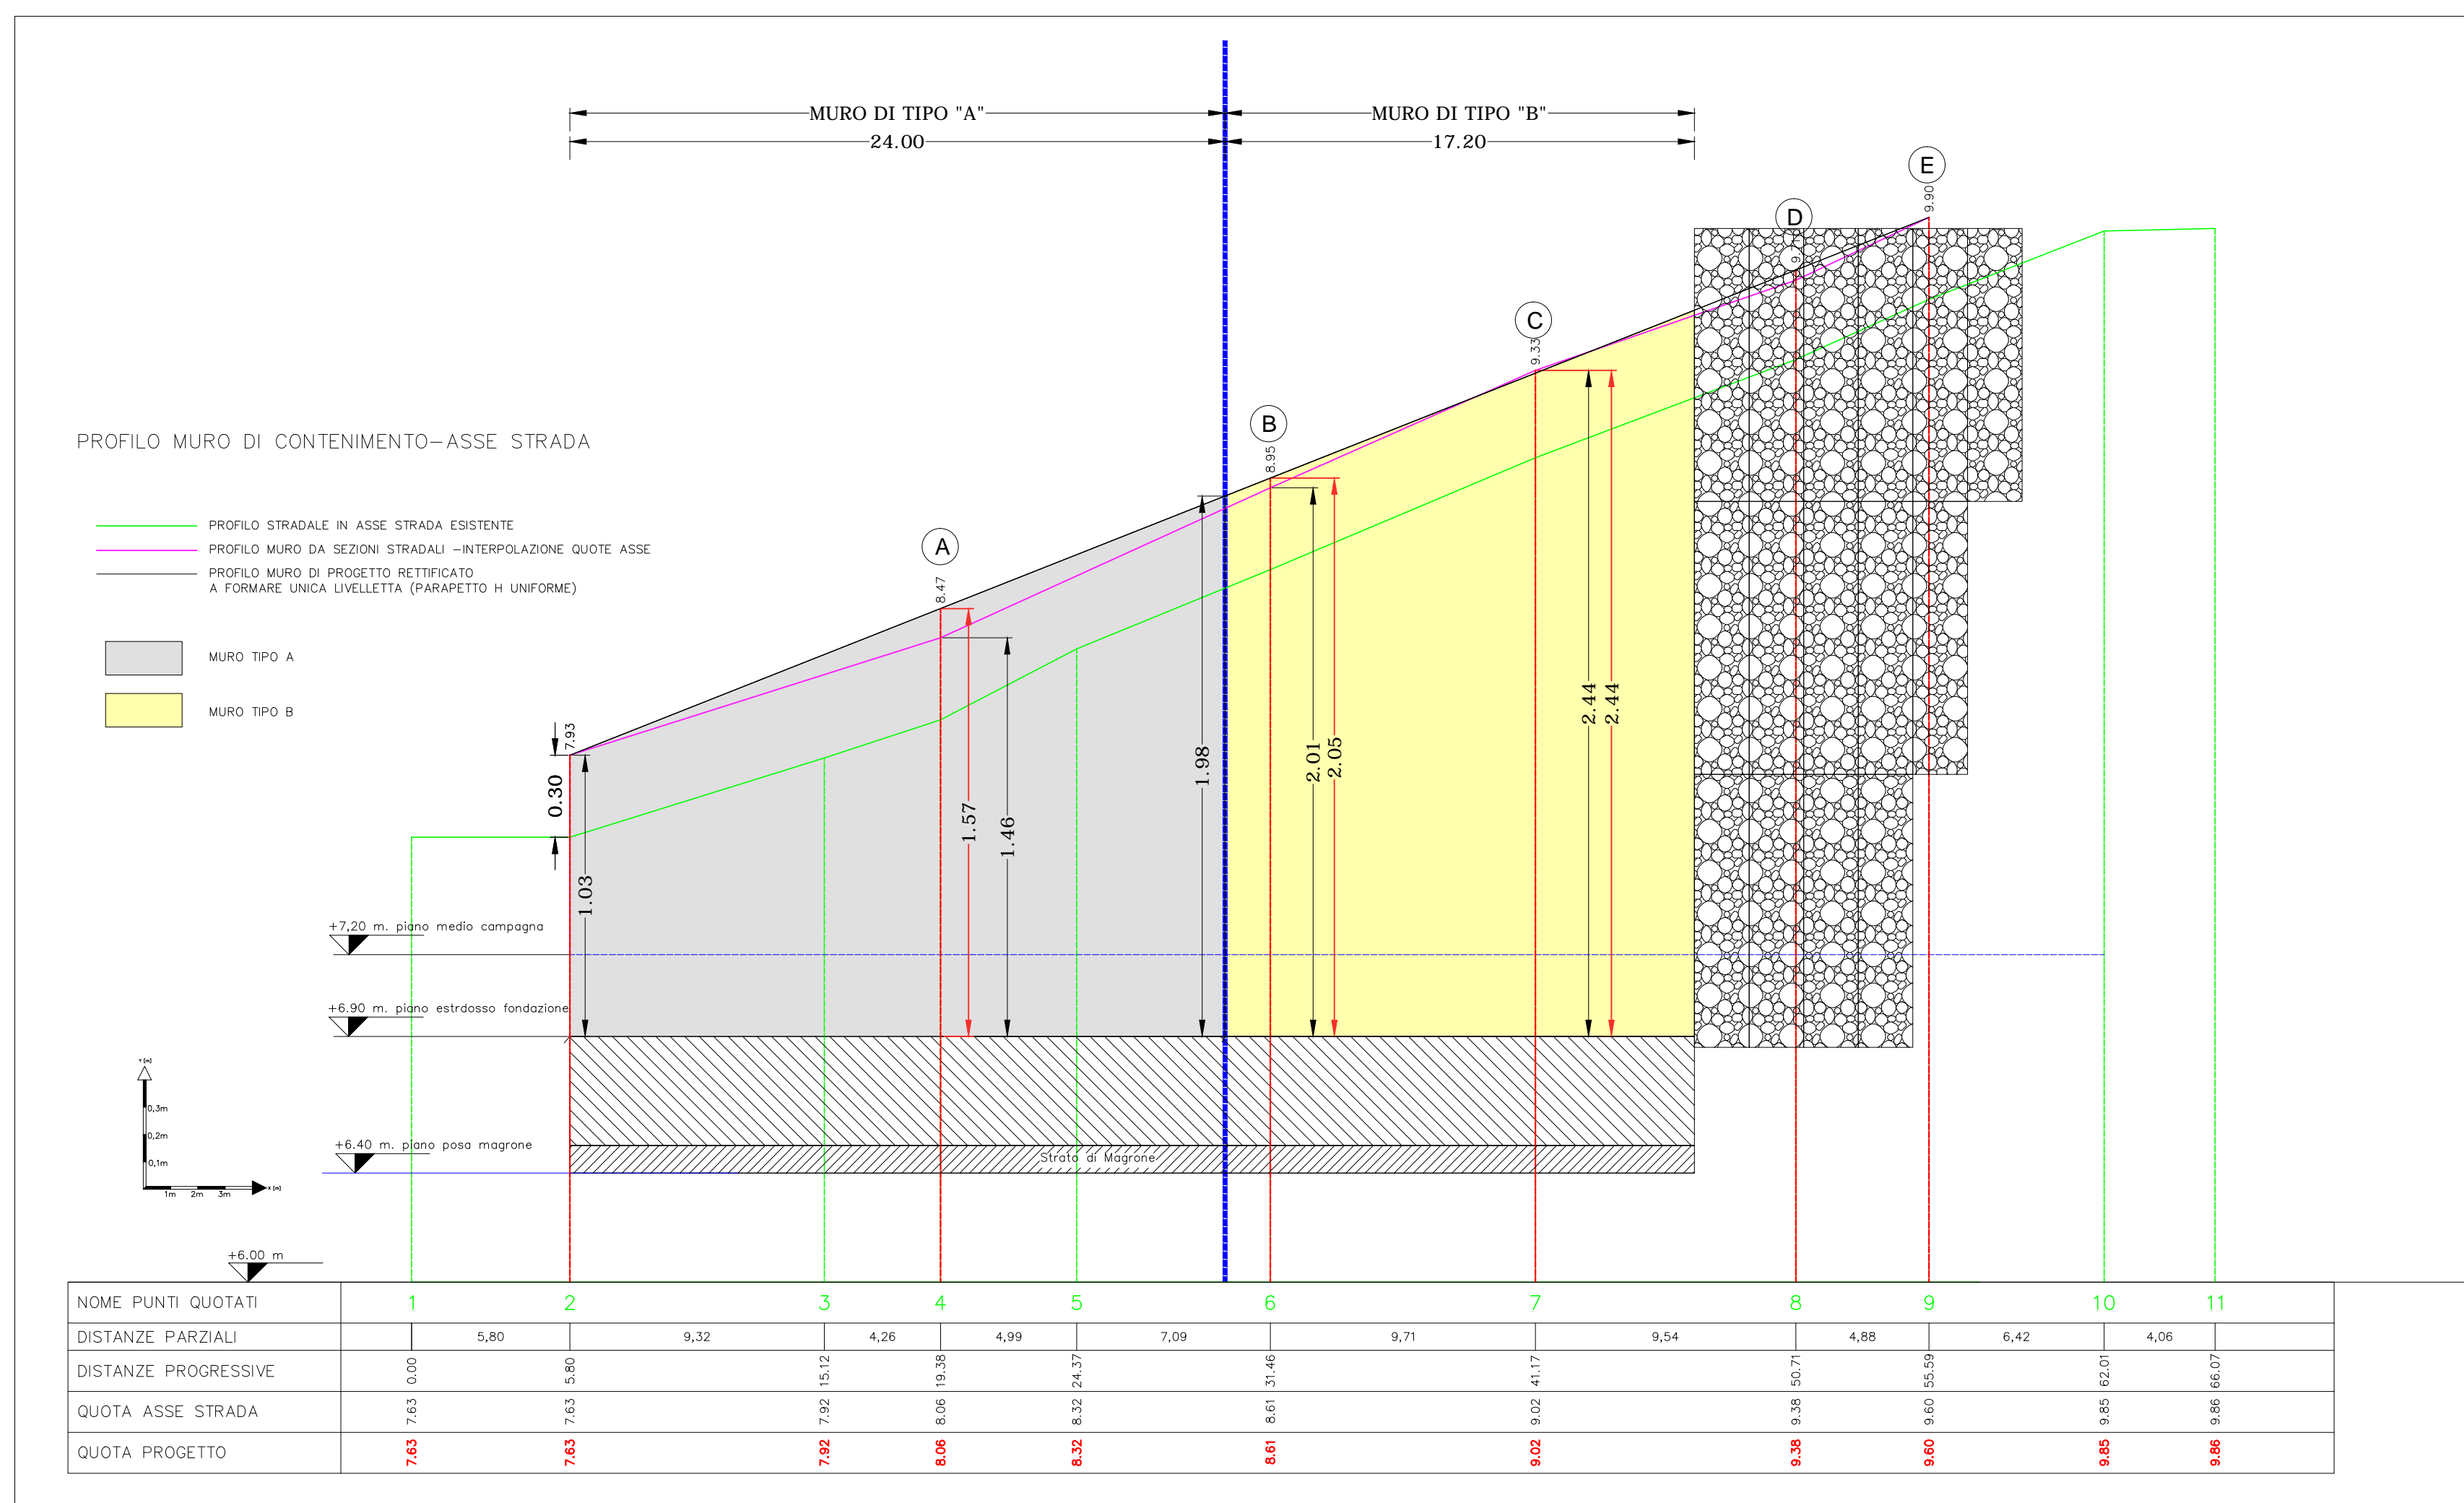 MURO DI TIPO "A"
MURO DI TIPO "B"
24.00
17.20
E
9.90
D
C
9.33
B
8.95
A
8.47
7.93
PROFILO MURO DI CONTENIMENTO-ASSE STRADA
PROFILO STRADALE IN ASSE STRADA ESISTENTE
PROFILO MURO DA SEZIONI STRADALI -INTERPOLAZIONE QUOTE ASSE
PROFILO MURO DI PROGETTO RETTIFICATO
A FORMARE UNICA LIVELLETTA (PARAPETTO H UNIFORME)
MURO TIPO A
MURO TIPO B
0.30
1.03
1.57
1.46
1.98
2.01
2.05
2.44
2.44
+7,20 m. piano medio campagna
+6.90 m. piano estrdosso fondazione
+6.40 m. piano posa magrone
Strato di Magrone
Y [m]
0,3m
0,2m
0,1m
1m 2m 3m
X [m]
+6.00 m
NOME PUNTI QUOTATI 1 2 3 4 5 6 7 8 9 10 11
DISTANZE PARZIALI 5,80 9,32 4,26 4,99 7,09 9,71 9,54 4,88 6,42 4,06
DISTANZE PROGRESSIVE 0.00 5.80 15.12 19.38 24.37 31.46 41.17 50.71 55.59 62.01 66.07
QUOTA ASSE STRADA 7.63 7.63 7.92 8.06 8.32 8.61 9.02 9.38 9.60 9.85 9.86
QUOTA PROGETTO 7.63 7.63 7.92 8.06 8.32 8.61 9.02 9.38 9.60 9.85 9.86